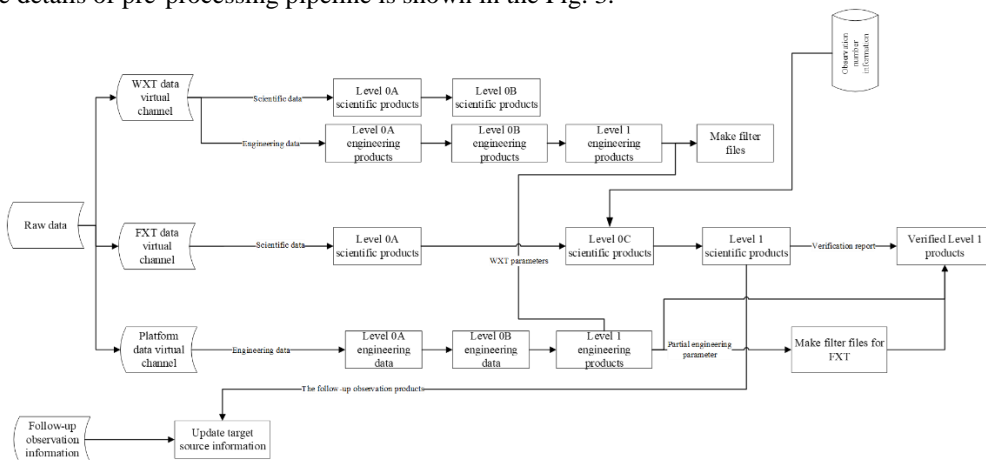 e details of pre-processing pipeline is shown in the Fig. 3.
Observation
number
information
WXT data
virtual
channel
Scientific data
Level 0A
scientific products
Level 0B
scientific products
Engineering data
Level 0A
engineering
products
Level 0B
engineering
products
Level 1
engineering
products
Make filter
files
Raw data
FXT data
virtual
channel
Scientific data
Level 0A
scientific products
WXT parameters
Level 0C
scientific products
Level 1
scientific products
Verification report
Verified Level 1
products
Platform
data virtual
channel
Engineering data
Level 0A
engineering
data
Level 0B
engineering
data
Level 1
engineering
products
Partial engineering
parameter
Make filter files for
FXT
The follow-up observation products
Follow-up
observation
information
Update target
source information